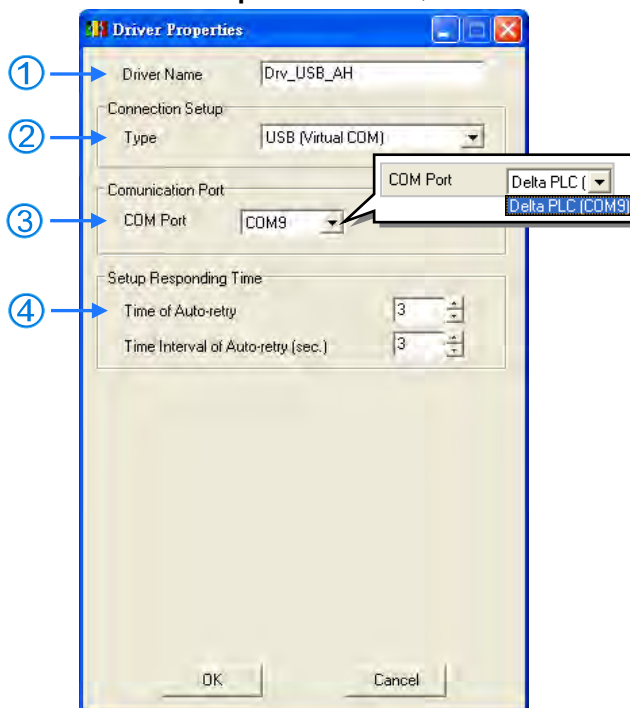 Driver Properties
① Driver Name Drv_USB_AH
Connection Setup
② Type USB (Virtual COM)
Comunication Port
③ COM Port COM9
COM Port Delta PLC (
Delta PLC (COM9)
Setup Responding Time
④ Time of Auto-retry 3
Time Interval of Auto-retry (sec.) 3
OK Cancel